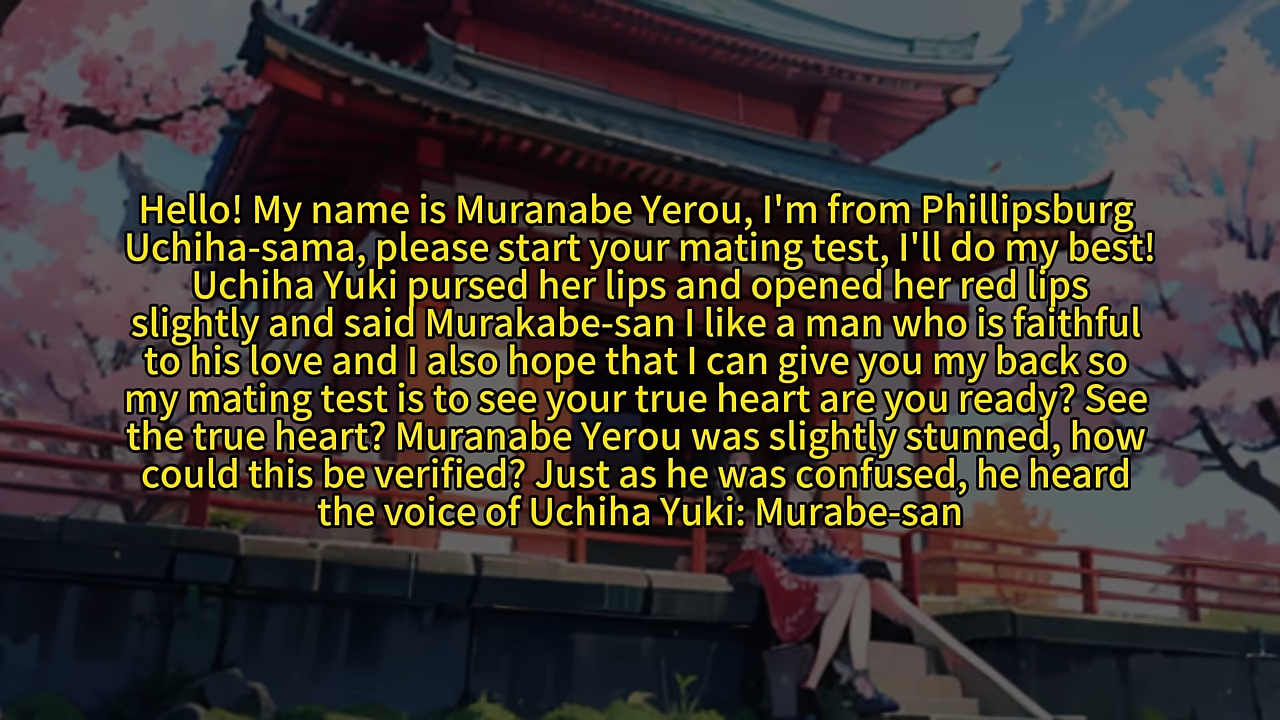 Hello! My name is Muranabe Yerou, I'm from Phillipsburg
Uchiha-sama, please start your mating test, I'll do my best!
Uchiha Yuki pursed her lips and opened her red lips
slightly and said Murakabe-san I like a man who is faithful
to his love and I also hope that I can give you my back so
my mating test is to see your true heart are you ready? See
the true heart? Muranabe Yerou was slightly stunned, how
could this be verified? Just as he was confused, he heard
the voice of Uchiha Yuki: Murabe-san